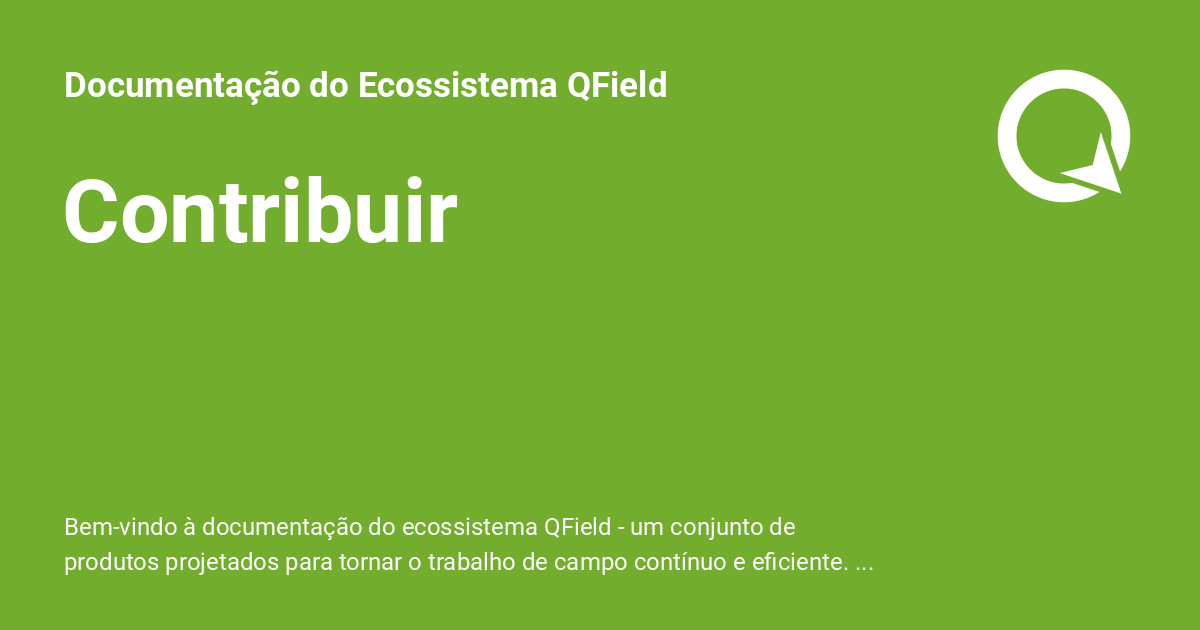 Documentação do Ecossistema QField
Contribuir
Bem-vindo à documentação do ecossistema QField - um conjunto de
produtos projetados para tornar o trabalho de campo contínuo e eficiente. ...